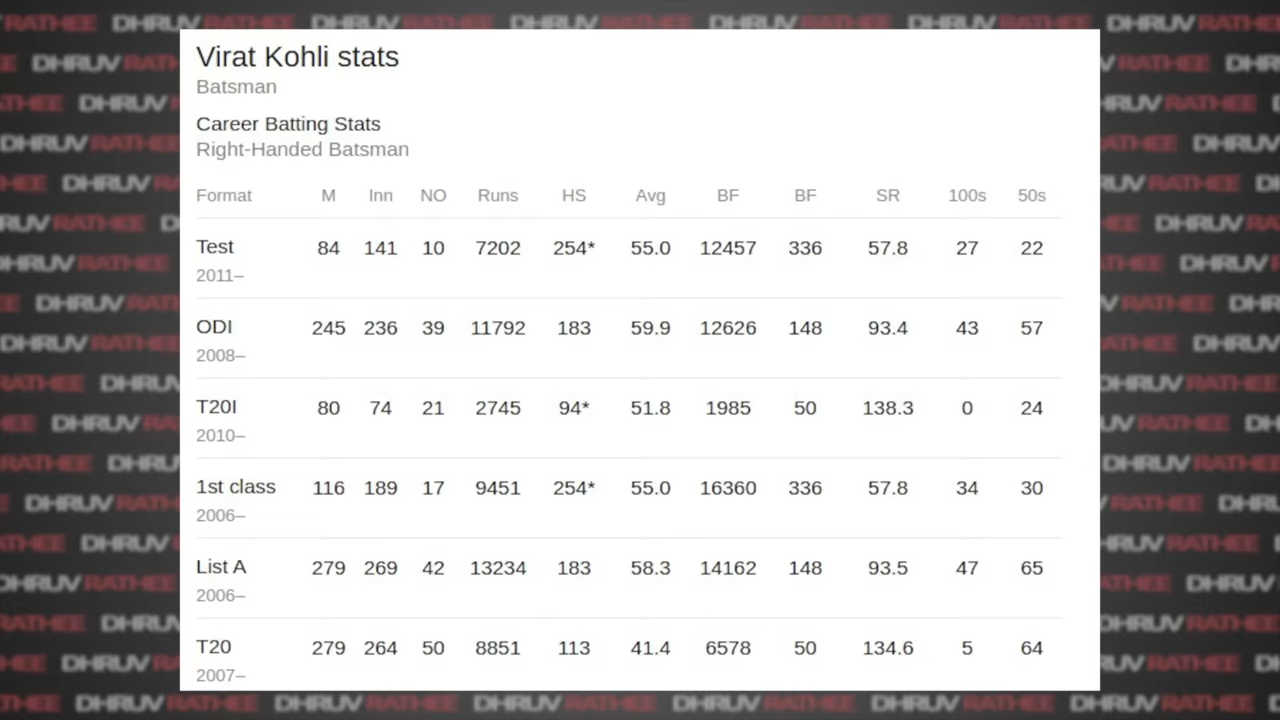 Virat Kohli stats
Batsman
Career Batting Stats
Right-Handed Batsman
Format M Inn NO Runs HS Avg BF BF SR 100s 50s
Test 84 141 10 7202 254* 55.0 12457 336 57.8 27 22
2011–
ODI 245 236 39 11792 183 59.9 12626 148 93.4 43 57
2008–
T20I 80 74 21 2745 94* 51.8 1985 50 138.3 0 24
2010–
1st class 116 189 17 9451 254* 55.0 16360 336 57.8 34 30
2006–
List A 279 269 42 13234 183 58.3 14162 148 93.5 47 65
2006–
T20 279 264 50 8851 113 41.4 6578 50 134.6 5 64
2007–
DHRUV RATHEE